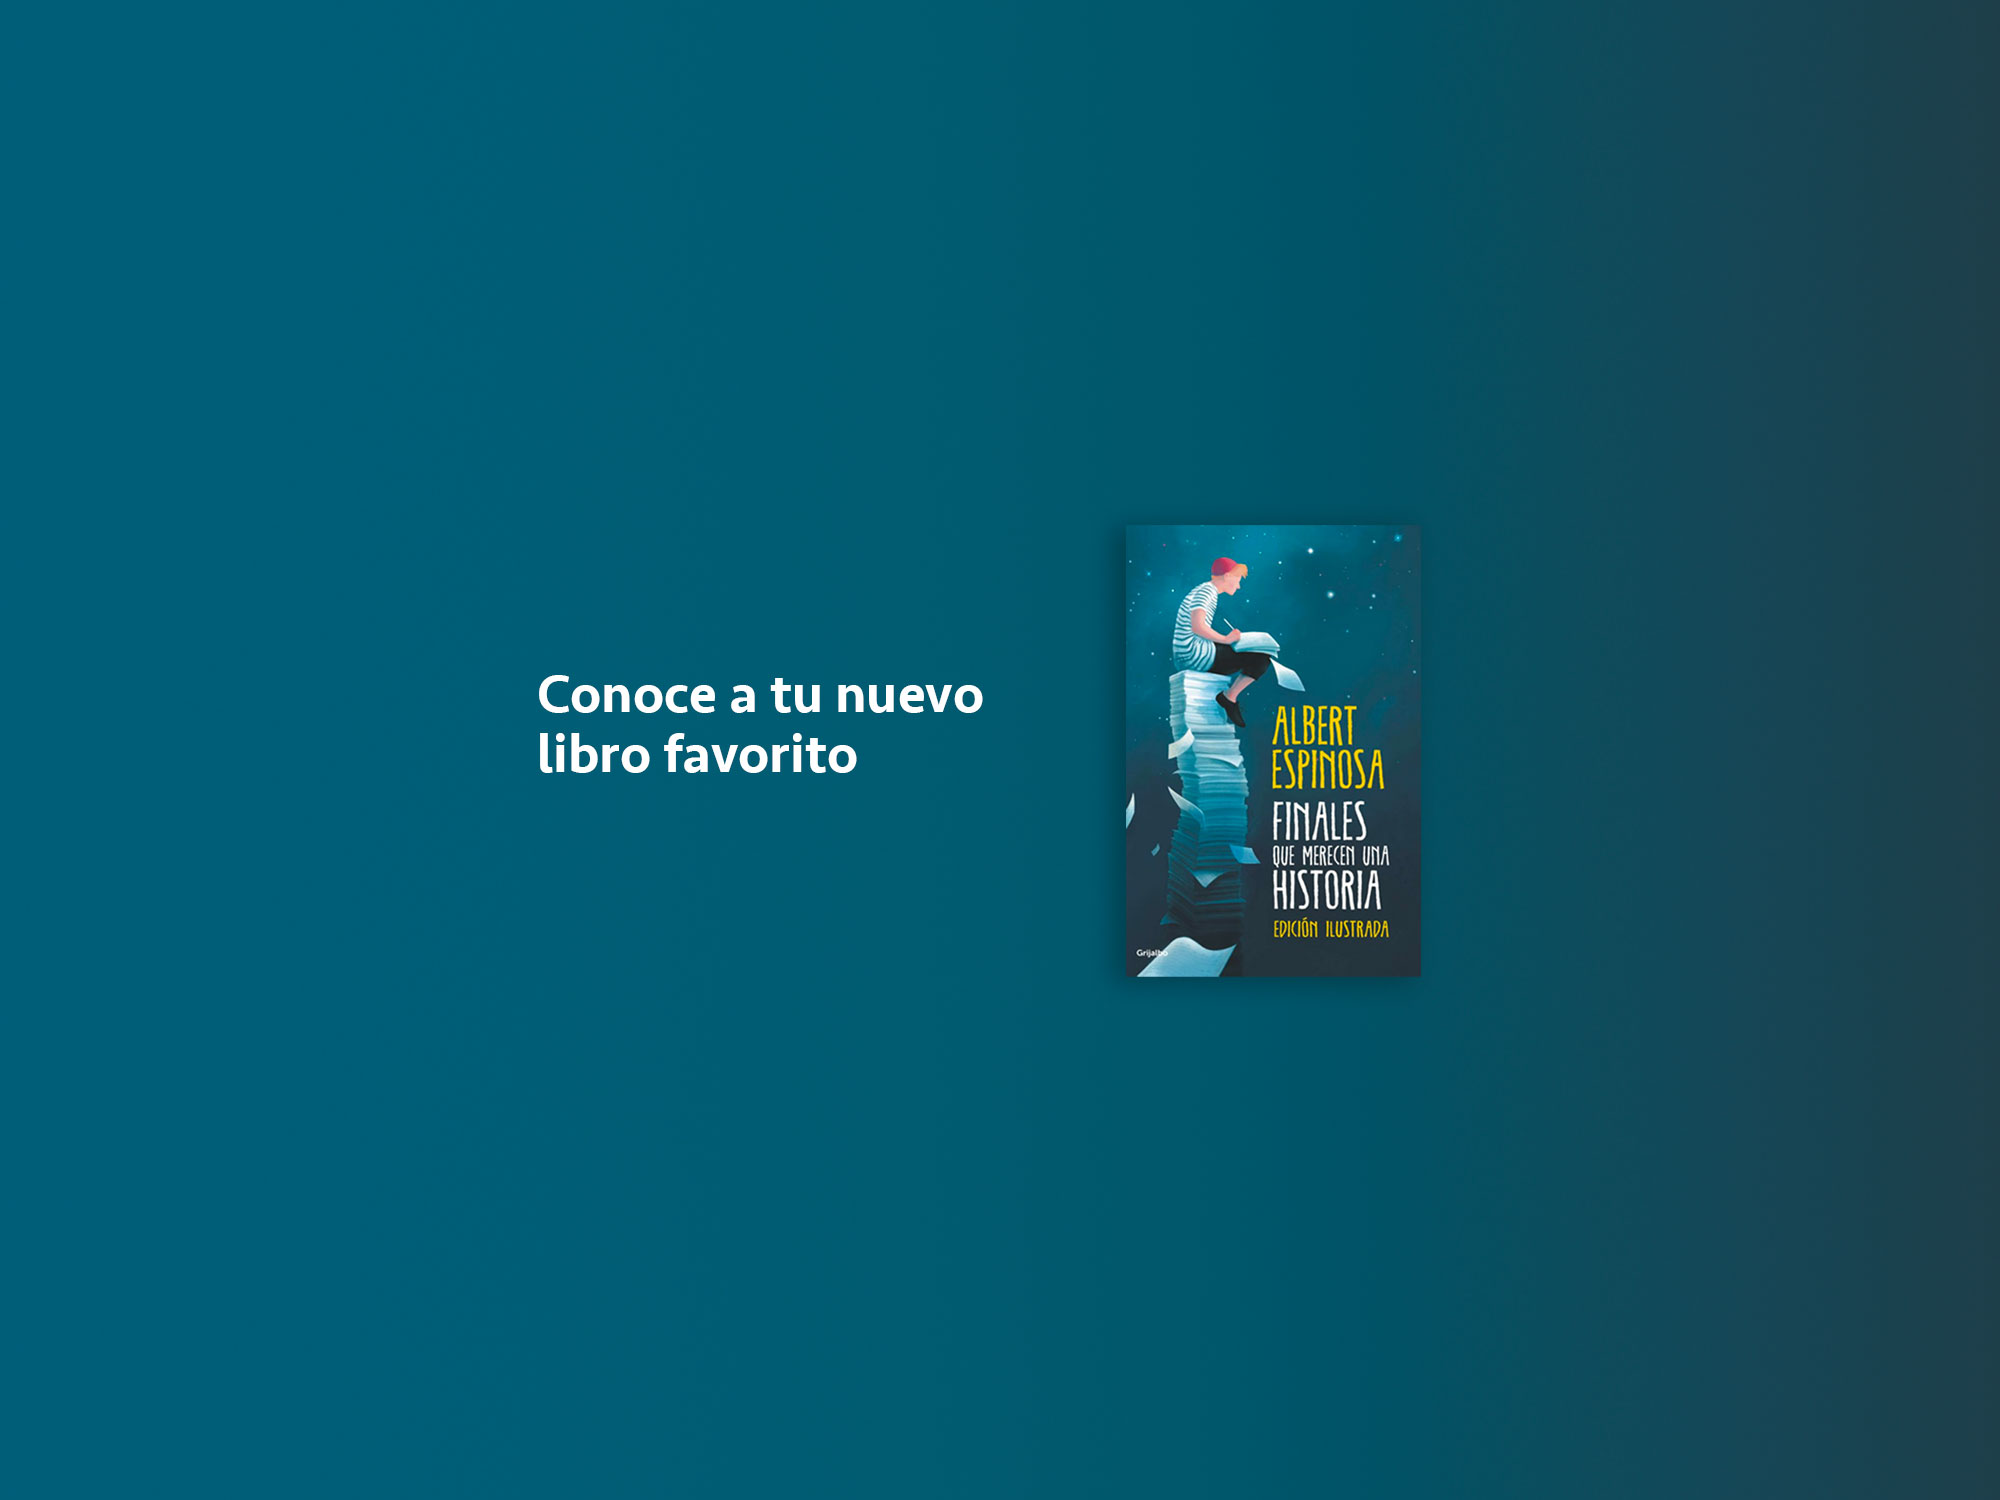 Conoce a tu nuevo
libro favorito
ALBERT
ESPINOSA
FINALES
QUE MERECEN UNA
HISTORIA
EDICIÓN ILUSTRADA
Grijalbo